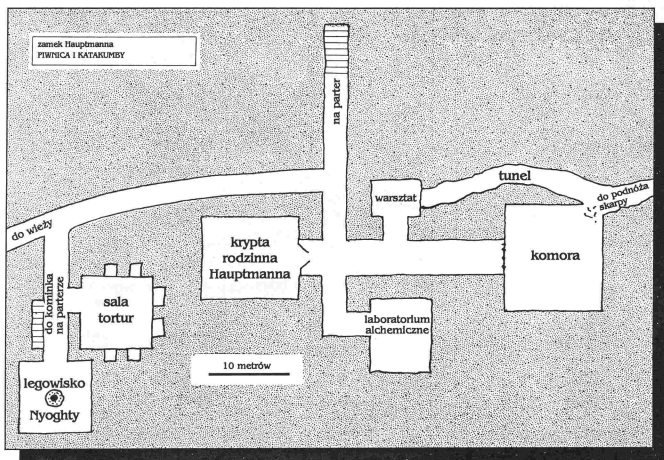 zamek Hauptmanna
PIWNICA I KATAKUMBY
na parter
tunel
do podnóża
skarpy
warsztat
do wieży
krypta
rodzinna
Hauptmanna
komora
do kominka
na parterze
sala
tortur
laboratorium
alchemiczne
10 metrów
legowisko
Nyoghty